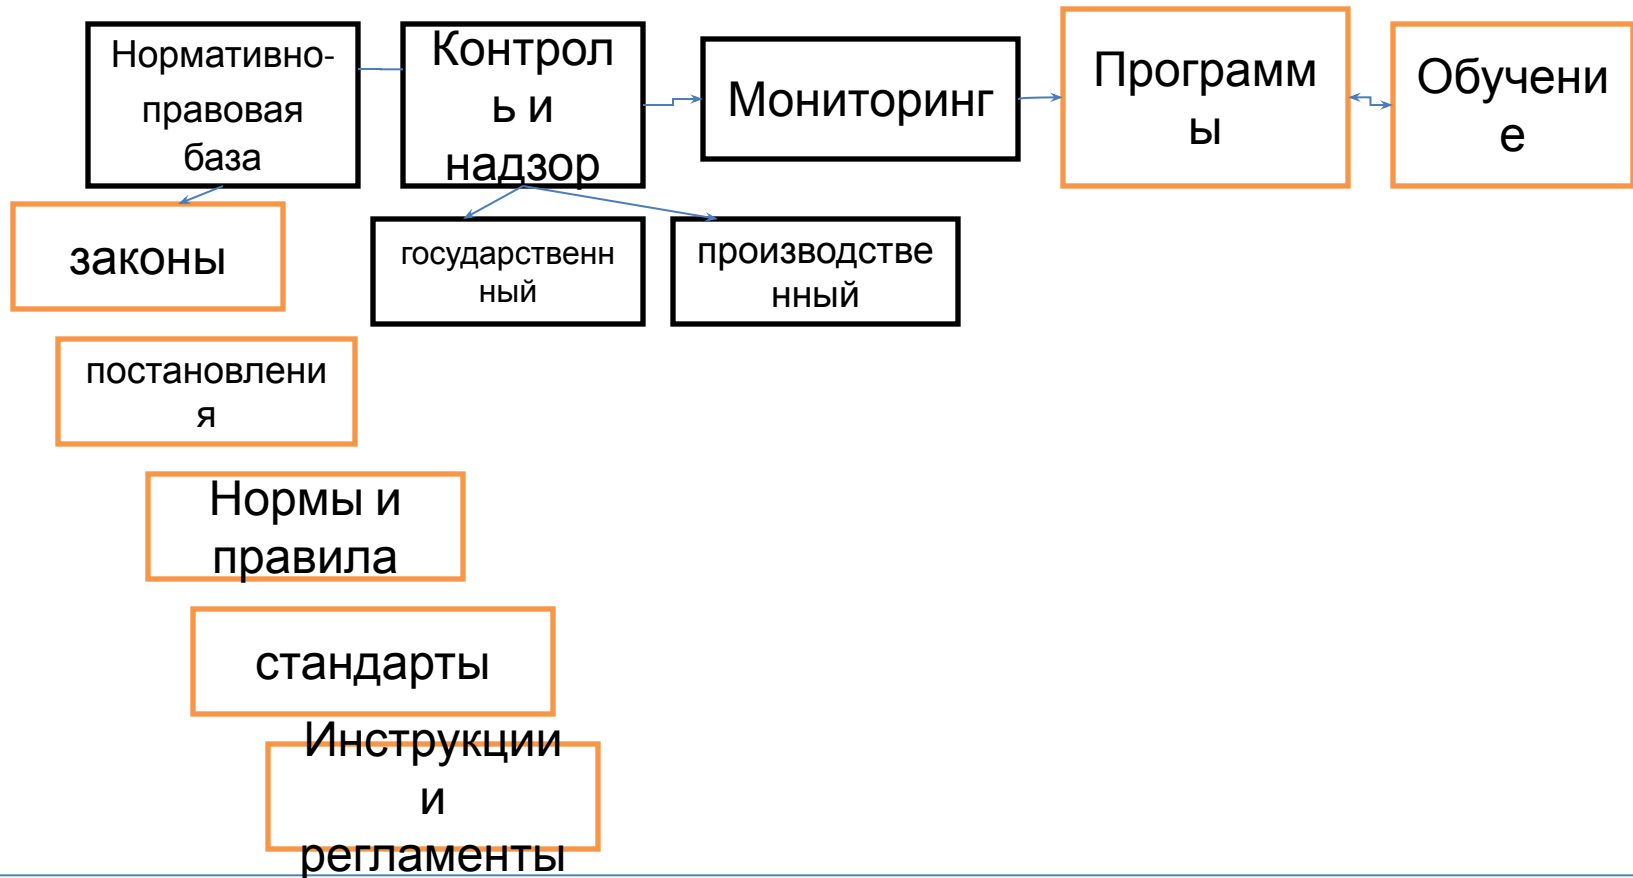 Нормативно-
правовая
база
Контрол
ь и
надзор
Мониторинг
Программ
ы
Обучени
е
законы
государственн
ный
производстве
нный
постановлени
я
Нормы и
правила
стандарты
Инструкции
и
регламенты